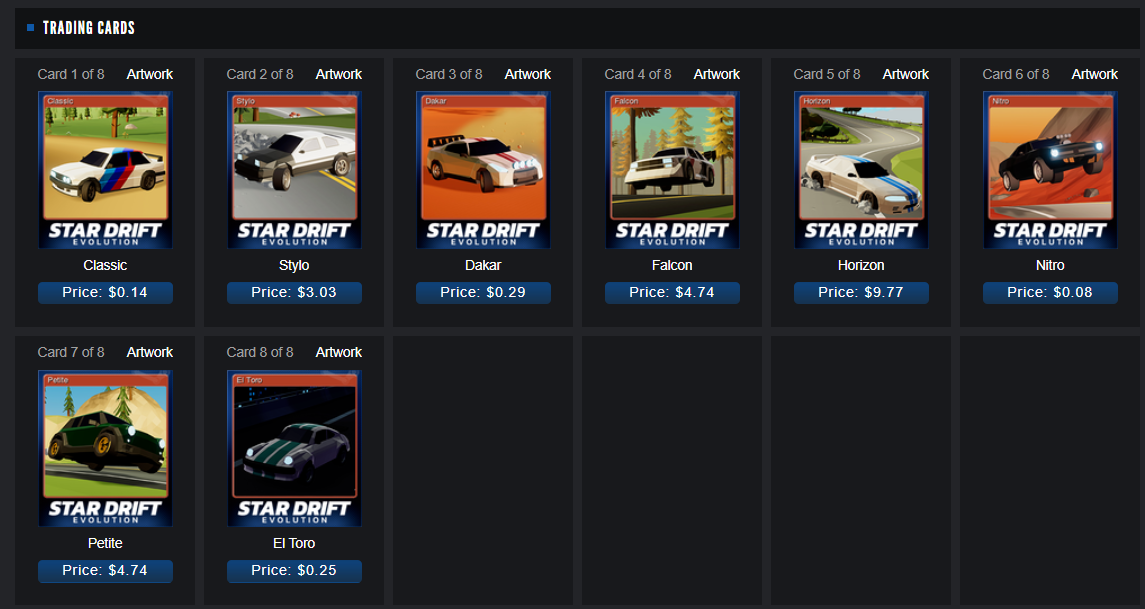 TRADING CARDS
Card 1 of 8 Artwork
Classic
STAR DRIFT
EVOLUTION
Classic
Price: $0.14
Card 2 of 8 Artwork
Stylo
STAR DRIFT
EVOLUTION
Stylo
Price: $3.03
Card 3 of 8 Artwork
Dakar
STAR DRIFT
EVOLUTION
Dakar
Price: $0.29
Card 4 of 8 Artwork
Falcon
STAR DRIFT
EVOLUTION
Falcon
Price: $4.74
Card 5 of 8 Artwork
Horizon
STAR DRIFT
EVOLUTION
Horizon
Price: $9.77
Card 6 of 8 Artwork
Nitro
STAR DRIFT
EVOLUTION
Nitro
Price: $0.08
Card 7 of 8 Artwork
Petite
STAR DRIFT
EVOLUTION
Petite
Price: $4.74
Card 8 of 8 Artwork
El Toro
STAR DRIFT
EVOLUTION
El Toro
Price: $0.25